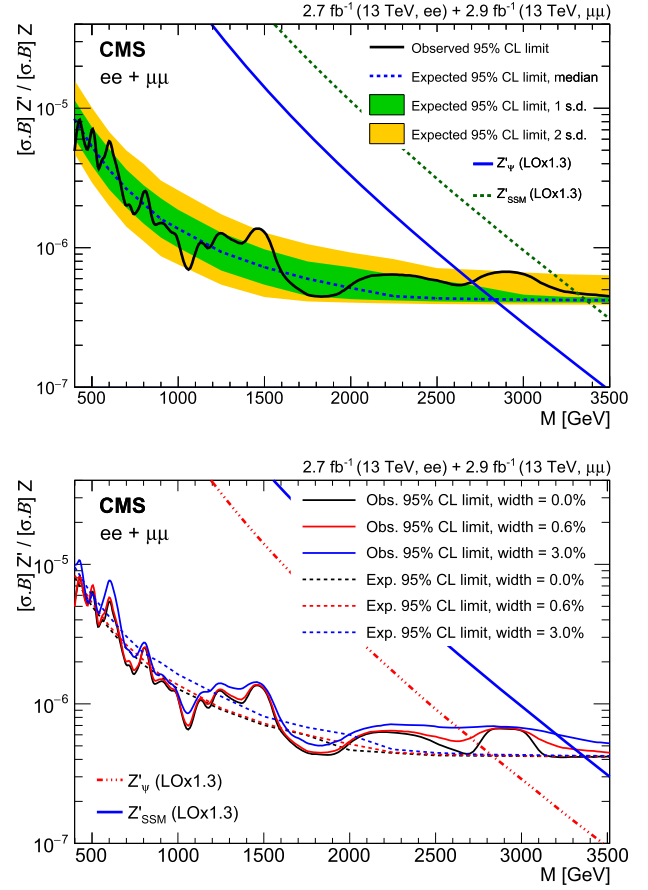 2.7 fb⁻¹ (13 TeV, ee) + 2.9 fb⁻¹ (13 TeV, μμ)
CMS
ee + μμ
Observed 95% CL limit
Expected 95% CL limit, median
Expected 95% CL limit, 1 s.d.
Expected 95% CL limit, 2 s.d.
Z'_Ψ (LOx1.3)
Z'_SSM (LOx1.3)
[σ.B] Z' / [σ.B] Z
10⁻⁵
10⁻⁶
10⁻⁷
500 1000 1500 2000 2500 3000 3500
M [GeV]
2.7 fb⁻¹ (13 TeV, ee) + 2.9 fb⁻¹ (13 TeV, μμ)
CMS
ee + μμ
Obs. 95% CL limit, width = 0.0%
Obs. 95% CL limit, width = 0.6%
Obs. 95% CL limit, width = 3.0%
Exp. 95% CL limit, width = 0.0%
Exp. 95% CL limit, width = 0.6%
Exp. 95% CL limit, width = 3.0%
[σ.B] Z' / [σ.B] Z
10⁻⁵
10⁻⁶
10⁻⁷
Z'_Ψ (LOx1.3)
Z'_SSM (LOx1.3)
500 1000 1500 2000 2500 3000 3500
M [GeV]